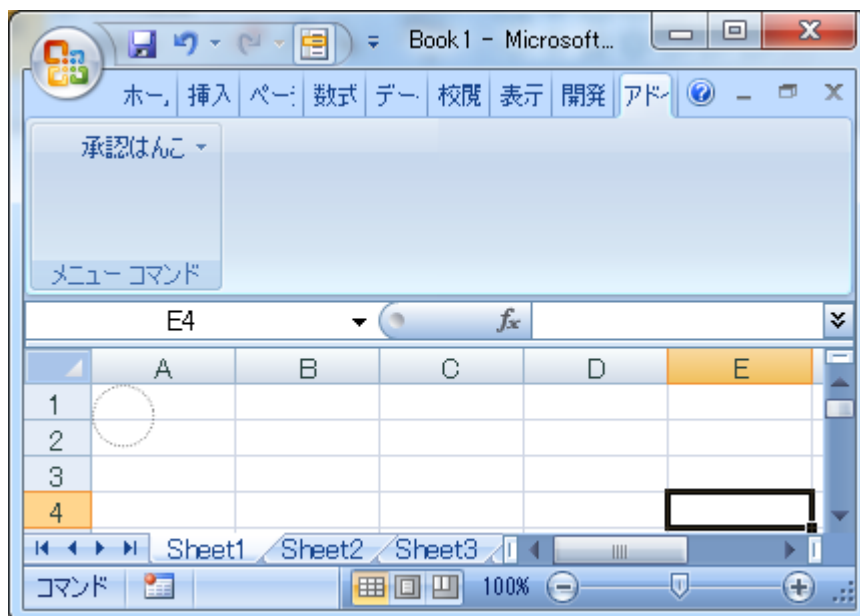 Book1 - Microsoft...
ホー 挿入 ペー 数式 デー 校閲 表示 開発 アド
承認はんこ
メニュー コマンド
E4 fx
A B C D E
1
2
3
4
Sheet1 Sheet2 Sheet3
コマンド 100%